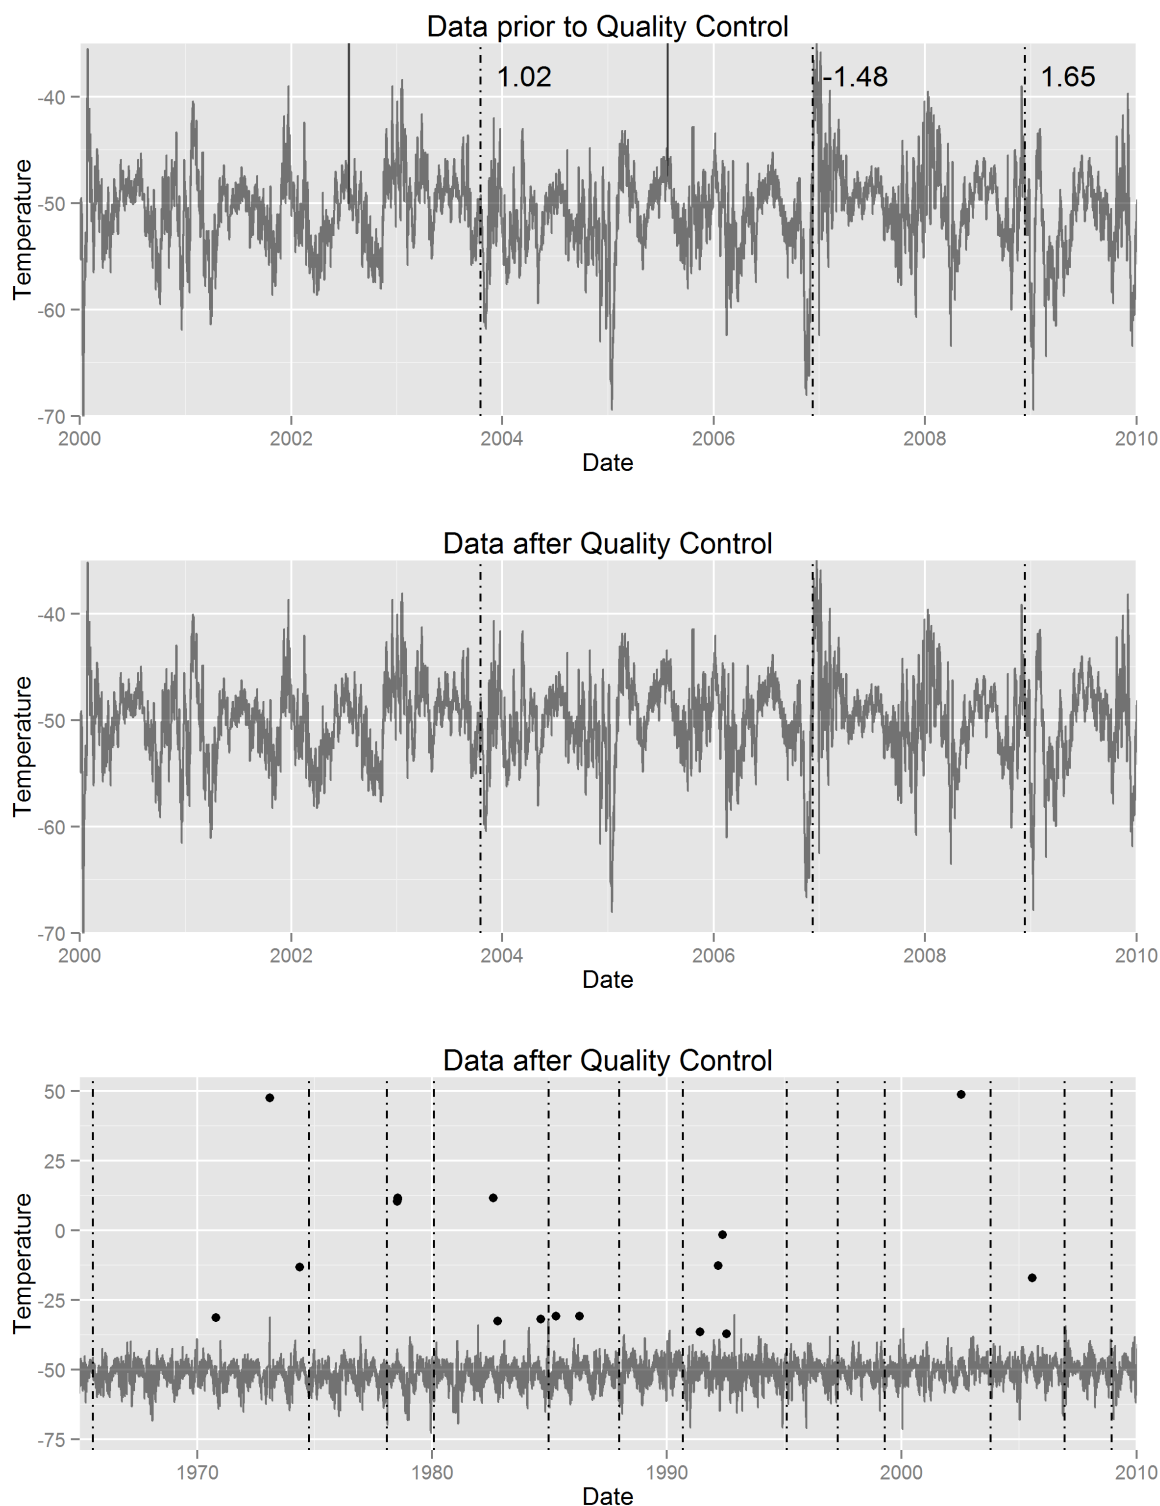 Data prior to Quality Control
1.02
-1.48
1.65
-40
-50
-60
-70
Temperature
2000 2002 2004 2006 2008 2010
Date
Data after Quality Control
-40
-50
-60
-70
Temperature
2000 2002 2004 2006 2008 2010
Date
Data after Quality Control
50
25
0
-25
-50
-75
Temperature
1970 1980 1990 2000 2010
Date